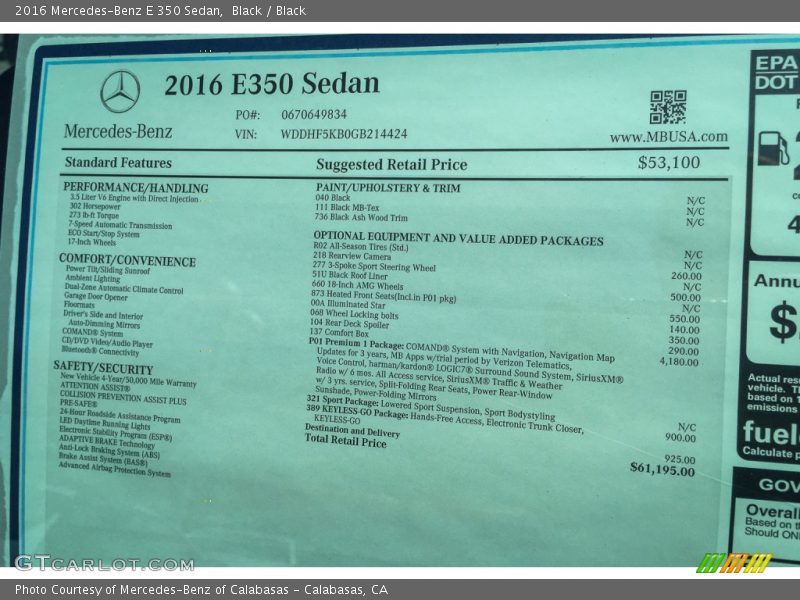 2016 Mercedes-Benz E 350 Sedan,  Black / Black
2016 E350 Sedan
PO#: 0670649834
VIN: WDDHF5KB0GB214424
Mercedes-Benz
www.MBUSA.com
Standard Features
Suggested Retail Price $53,100
PERFORMANCE/HANDLING
3.5 Liter V6 Engine with Direct Injection
302 Horsepower
273 lb-ft Torque
7-Speed Automatic Transmission
ECO Start/Stop System
17-Inch Wheels
COMFORT/CONVENIENCE
Power Tilt/Sliding Sunroof
Ambient Lighting
Dual-Zone Automatic Climate Control
Garage Door Opener
Floormats
Driver's Side and Interior
Auto-Dimming Mirrors
COMAND® System
CD/DVD Video/Audio Player
Bluetooth® Connectivity
SAFETY/SECURITY
New Vehicle 4-Year/50,000 Mile Warranty
ATTENTION ASSIST®
COLLISION PREVENTION ASSIST PLUS
PRE-SAFE®
24-Hour Roadside Assistance Program
LED Daytime Running Lights
Electronic Stability Program (ESP®)
ADAPTIVE BRAKE Technology
Anti-Lock Braking System (ABS)
Brake Assist System (BAS®)
Advanced Airbag Protection System
PAINT/UPHOLSTERY & TRIM
040 Black N/C
111 Black MB-Tex N/C
736 Black Ash Wood Trim N/C
OPTIONAL EQUIPMENT AND VALUE ADDED PACKAGES
R02 All-Season Tires (Std.) N/C
218 Rearview Camera N/C
277 3-Spoke Sport Steering Wheel 260.00
51U Black Roof Liner N/C
660 18-Inch AMG Wheels 500.00
873 Heated Front Seats(Incl.in P01 pkg) N/C
00A Illuminated Star 550.00
068 Wheel Locking bolts 140.00
104 Rear Deck Spoiler 350.00
137 Comfort Box 290.00
P01 Premium 1 Package: COMAND® System with Navigation, Navigation Map 4,180.00
Updates for 3 years, MB Apps w/trial period by Verizon Telematics,
Voice Control, harman/kardon® LOGIC7® Surround Sound System, SiriusXM®
Radio w/ 6 mos. All Access service, SiriusXM® Traffic & Weather
w/ 3 yrs. service, Split-Folding Rear Seats, Power Rear-Window
Sunshade, Power-Folding Mirrors
321 Sport Package: Lowered Sport Suspension, Sport Bodystyling N/C
389 KEYLESS-GO Package: Hands-Free Access, Electronic Trunk Closer, 900.00
KEYLESS-GO
Destination and Delivery 925.00
Total Retail Price $61,195.00
EPA
DOT
Annu
$
Actual res
vehicle. T
based on 1
emissions
fuele
Calculate p
GOV
Overall
Based on th
Should ON
GTCARLOT.COM
Photo Courtesy of Mercedes-Benz of Calabasas - Calabasas, CA